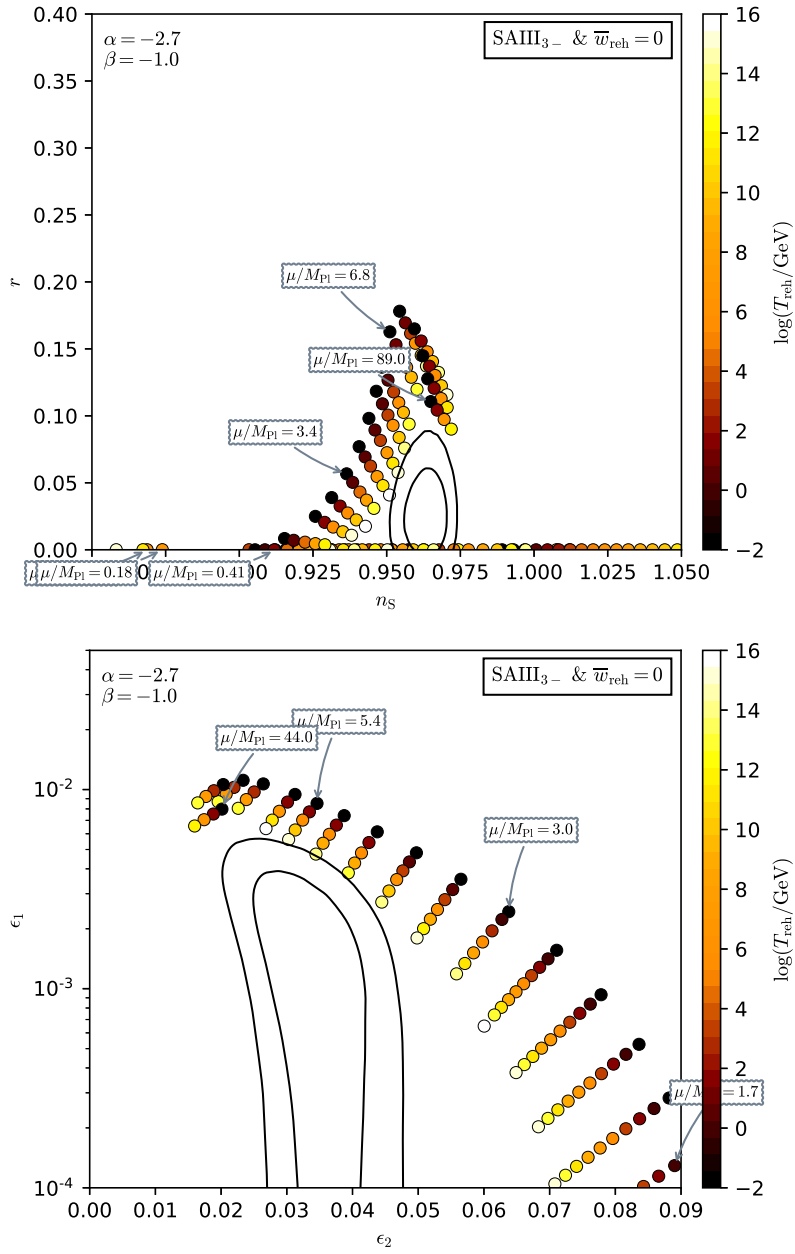 α = −2.7
β = −1.0
SAIII3− & w̅reh = 0
0.40
0.35
0.30
0.25
0.20
0.15
0.10
0.05
0.00
r
μ/MPl = 6.8
μ/MPl = 89.0
μ/MPl = 3.4
μ/MPl = 0.18
μ/MPl = 0.41
0.925
0.950
0.975
1.000
1.025
1.050
nS
16
14
12
10
8
6
4
2
0
−2
log(Treh/GeV)
α = −2.7
β = −1.0
SAIII3− & w̅reh = 0
μ/MPl = 5.4
μ/MPl = 44.0
μ/MPl = 3.0
= 1.7
10⁻²
10⁻³
10⁻⁴
ϵ1
0.00
0.01
0.02
0.03
0.04
0.05
0.06
0.07
0.08
0.09
ϵ2
16
14
12
10
8
6
4
2
0
−2
log(Treh/GeV)